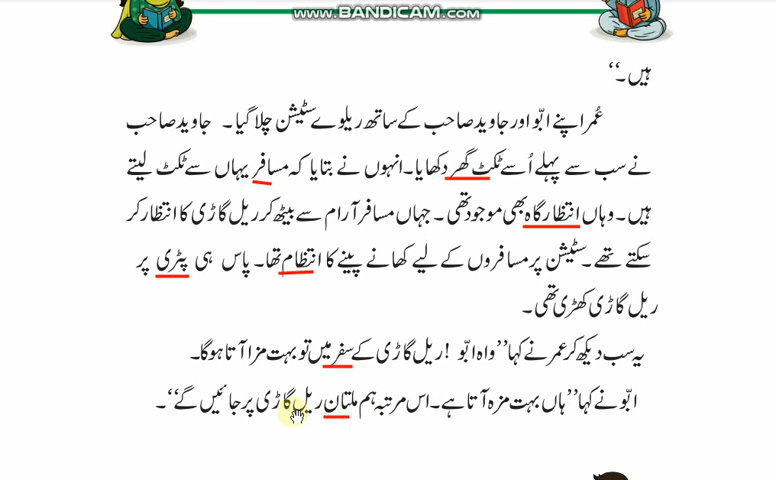 www.BANDICAM.com
ہیں۔‘‘
عُمر اپنے ابّو اور جاوید صاحب کے ساتھ ریلوے سٹیشن چلا گیا۔ جاوید صاحب
نے سب سے پہلے اُسے ٹکٹ گھر دکھایا۔ انہوں نے بتایا کہ مسافر یہاں سے ٹکٹ لیتے
ہیں۔ وہاں انتظار گاہ بھی موجود تھی۔ جہاں مسافر آرام سے بیٹھ کر ریل گاڑی کا انتظار کر
سکتے تھے۔ سٹیشن پر مسافروں کے لیے کھانے پینے کا انتظام تھا۔ پاس ہی پٹری پر
ریل گاڑی کھڑی تھی۔
یہ سب دیکھ کر عمر نے کہا ’’واہ ابّو ! ریل گاڑی کے سفر میں تو بہت مزا آتا ہو گا۔
ابّو نے کہا ’’ہاں بہت مزہ آتا ہے۔ اس مرتبہ ہم ملتان ریل گاڑی پر جائیں گے‘‘۔